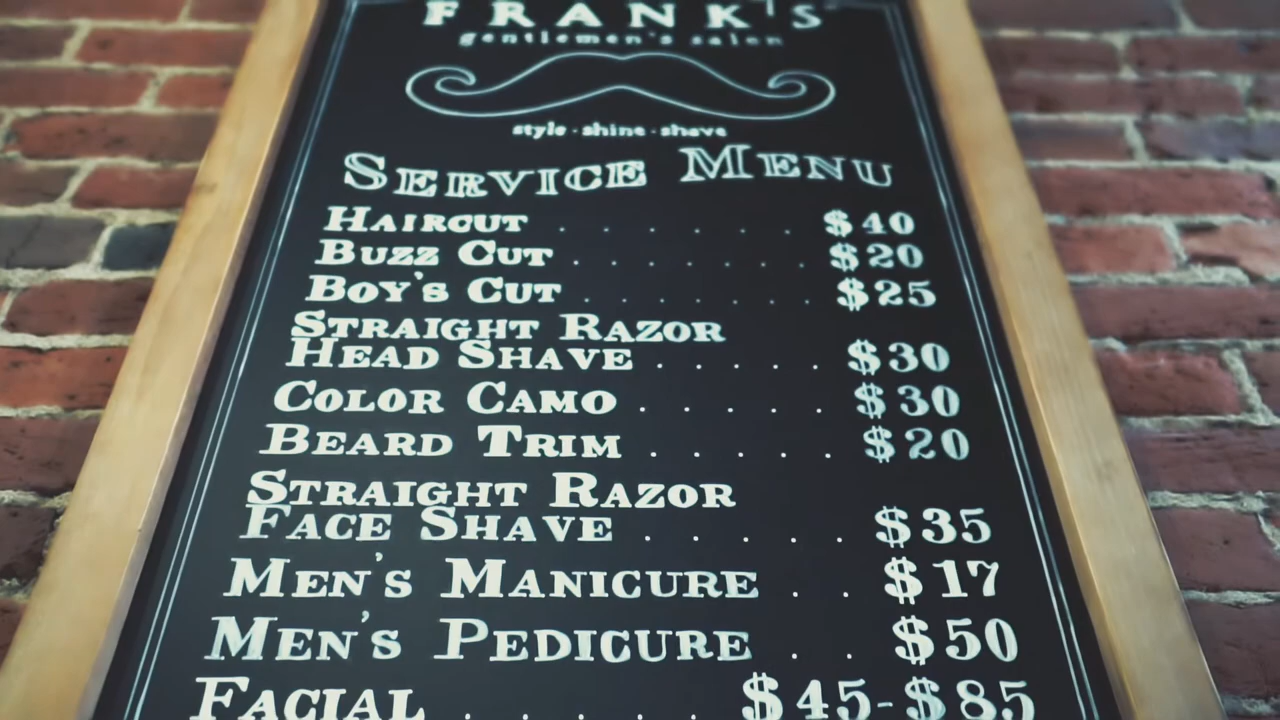 FRANK'S
gentlemen's salon
style · shine · shave
SERVICE MENU
HAIRCUT . . . . . . $40
BUZZ CUT . . . . . . . $20
BOY'S CUT . . . . . . . $25
STRAIGHT RAZOR
HEAD SHAVE . . . . . $30
COLOR CAMO . . . . . $30
BEARD TRIM . . . . . $20
STRAIGHT RAZOR
FACE SHAVE . . . . . $35
MEN'S MANICURE . . $17
MEN'S PEDICURE . . $50
FACIAL . . . . . $45-$85